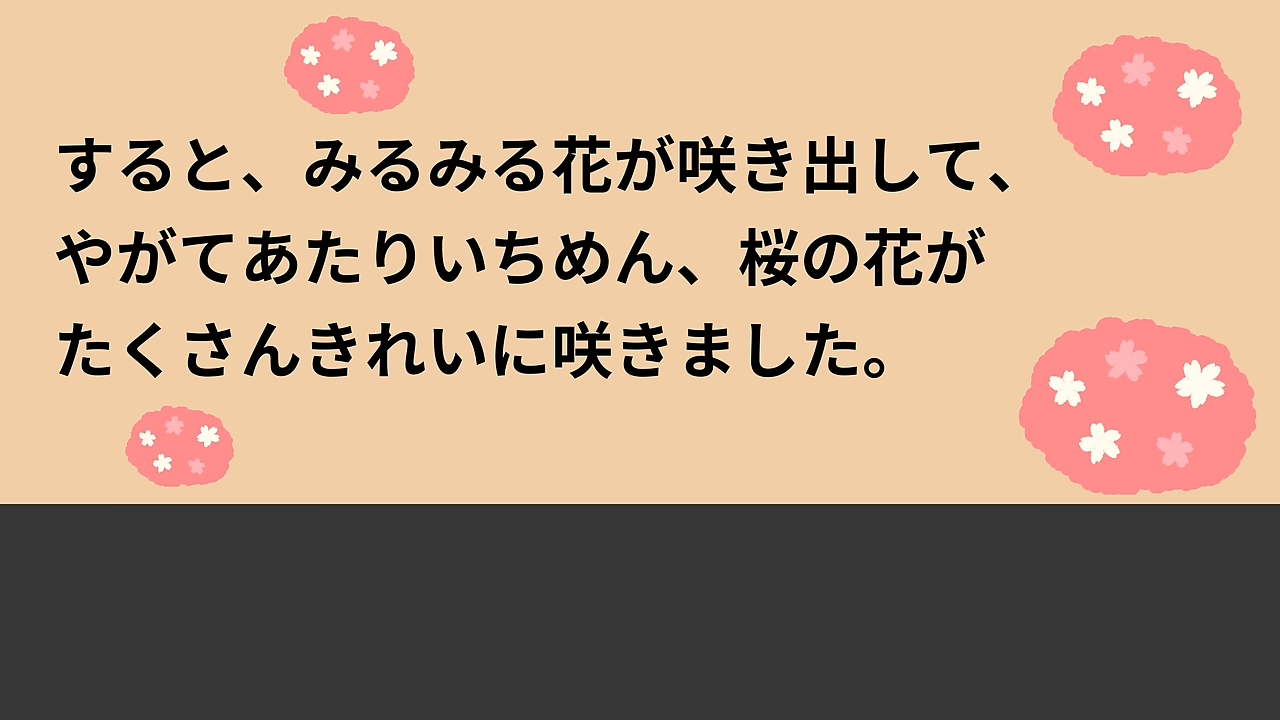 すると、みるみる花が咲き出して、
やがてあたりいちめん、桜の花が
たくさんきれいに咲きました。